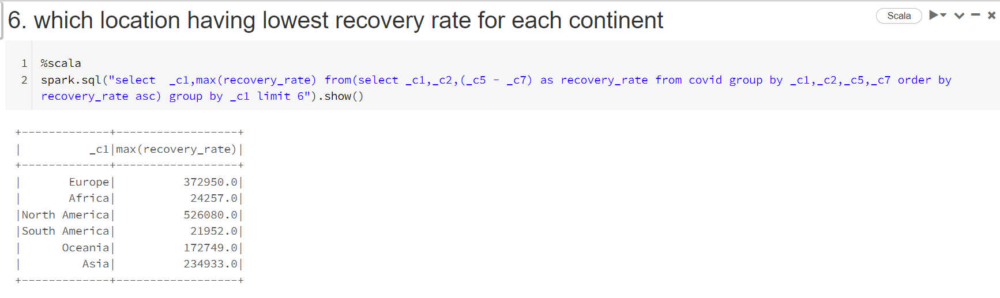 6. which location having lowest recovery rate for each continent
Scala
1 %scala
2 spark.sql("select  _c1,max(recovery_rate) from(select _c1,_c2,(_c5 - _c7) as recovery_rate from covid group by _c1,_c2,_c5,_c7 order by
recovery_rate asc) group by _c1 limit 6").show()
+-------------+------------------+
|          _c1|max(recovery_rate)|
+-------------+------------------+
|       Europe|          372950.0|
|       Africa|           24257.0|
|North America|          526080.0|
|South America|           21952.0|
|      Oceania|          172749.0|
|         Asia|          234933.0|
+-------------+------------------+